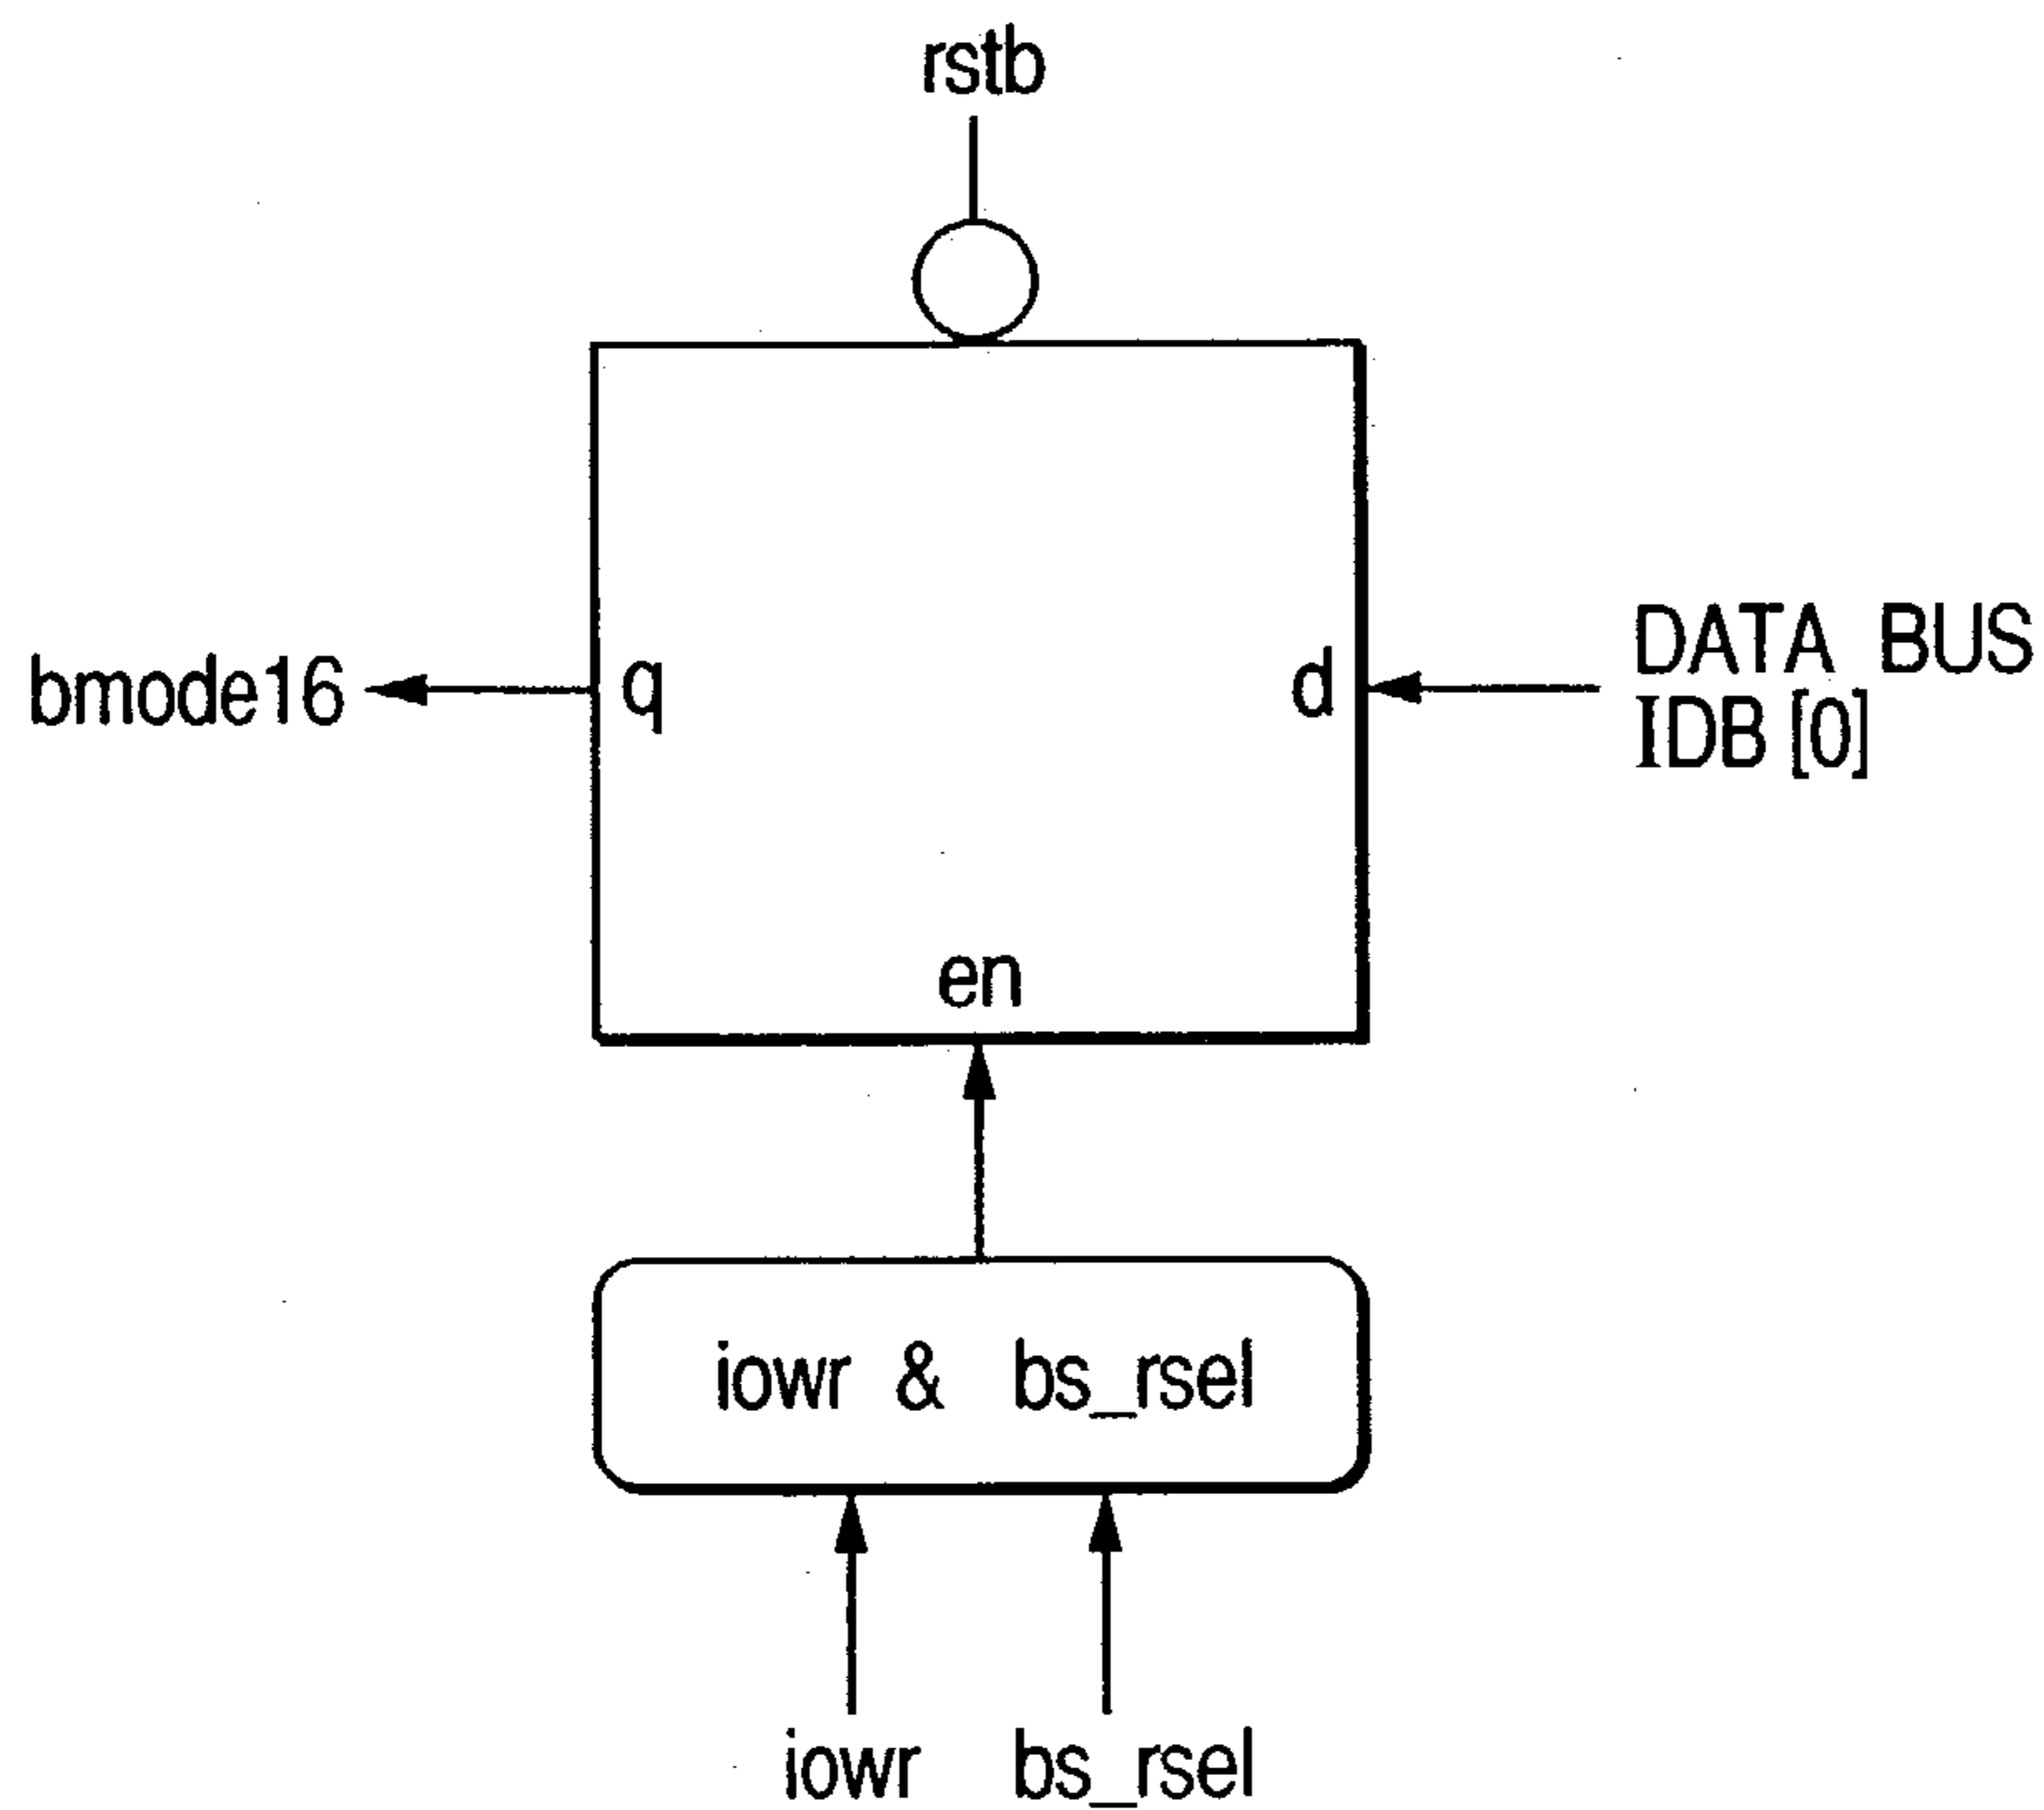 rstb
bmode16
q
d
DATA BUS
IDB [0]
en
iowr & bs_rsel
iowr bs_rsel